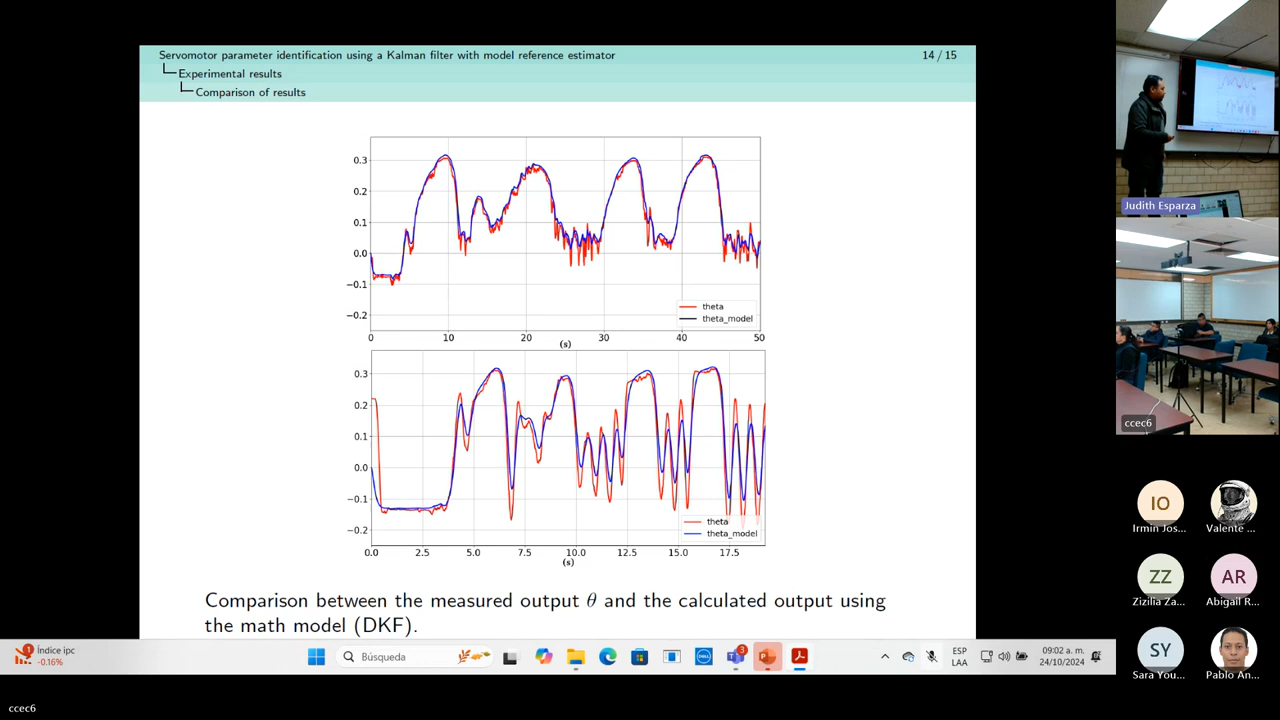 Servomotor parameter identification using a Kalman filter with model reference estimator 14 / 15
Experimental results
Comparison of results
0.3
0.2
0.1
0.0
−0.1
−0.2
theta
theta_model
0 10 20 30 40 50
(s)
0.3
0.2
0.1
0.0
−0.1
−0.2
theta
theta_model
0.0 2.5 5.0 7.5 10.0 12.5 15.0 17.5
(s)
Comparison between the measured output θ and the calculated output using
the math model (DKF).
1
Índice ipc
-0.16%
Búsqueda
DELL
3
ESP
LAA
09:02 a. m.
24/10/2024
Judith Esparza
ccec6
IO
Irmin Jos...
Valente ...
ZZ
Zizilia Za...
AR
Abigail R...
SY
Sara You...
Pablo An...
ccec6